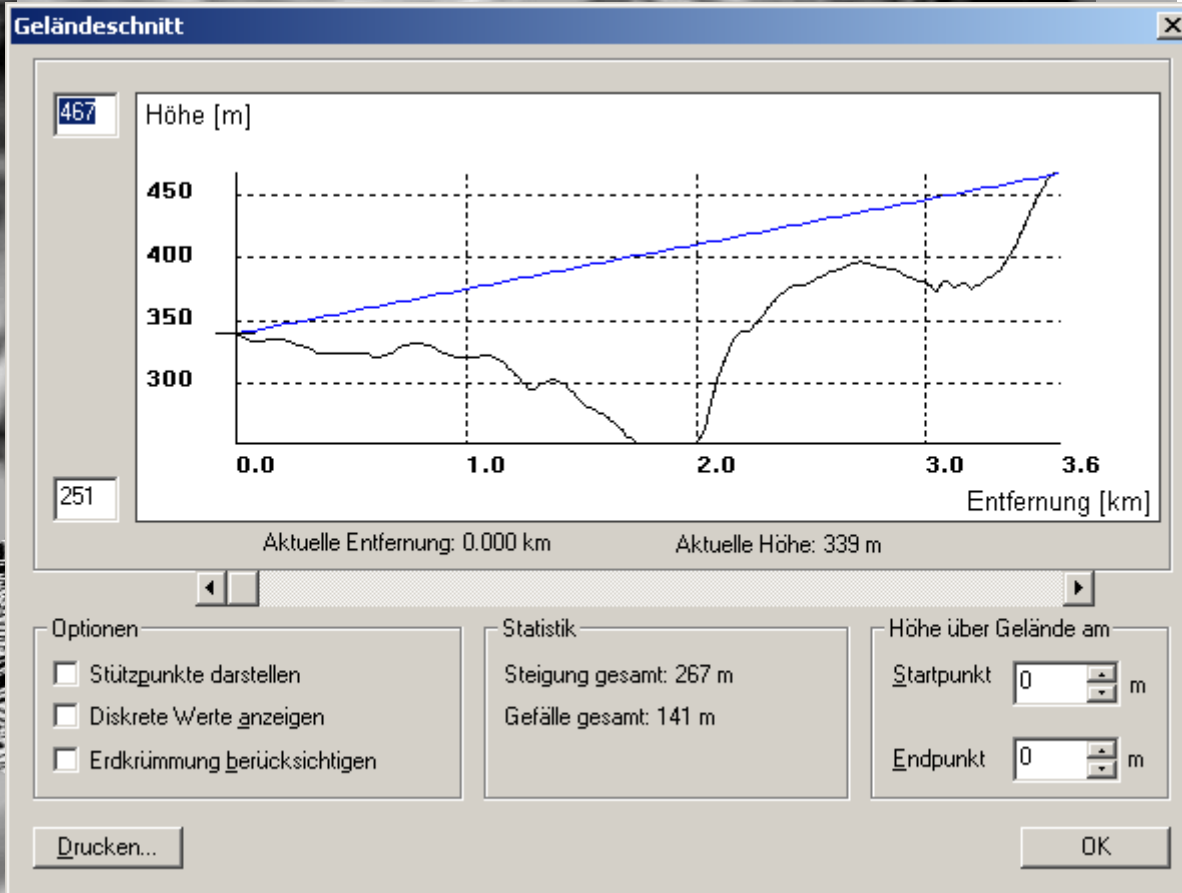 Geländeschnitt
467
Höhe [m]
450
400
350
300
0.0 1.0 2.0 3.0 3.6
251
Entfernung [km]
Aktuelle Entfernung: 0.000 km Aktuelle Höhe: 339 m
Optionen
Stützpunkte darstellen
Diskrete Werte anzeigen
Erdkrümmung berücksichtigen
Statistik
Steigung gesamt: 267 m
Gefälle gesamt: 141 m
Höhe über Gelände am
Startpunkt 0 m
Endpunkt 0 m
Drucken... OK